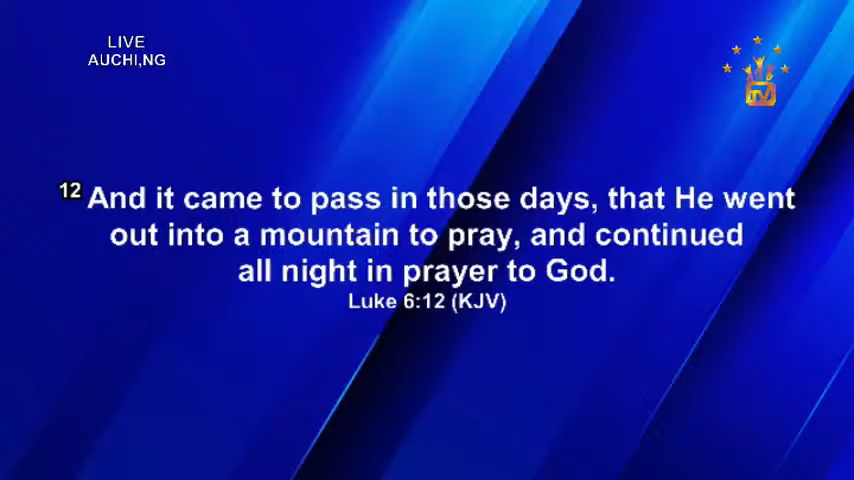 LIVE
AUCHI,NG
TV
12 And it came to pass in those days, that He went
out into a mountain to pray, and continued
all night in prayer to God.
Luke 6:12 (KJV)